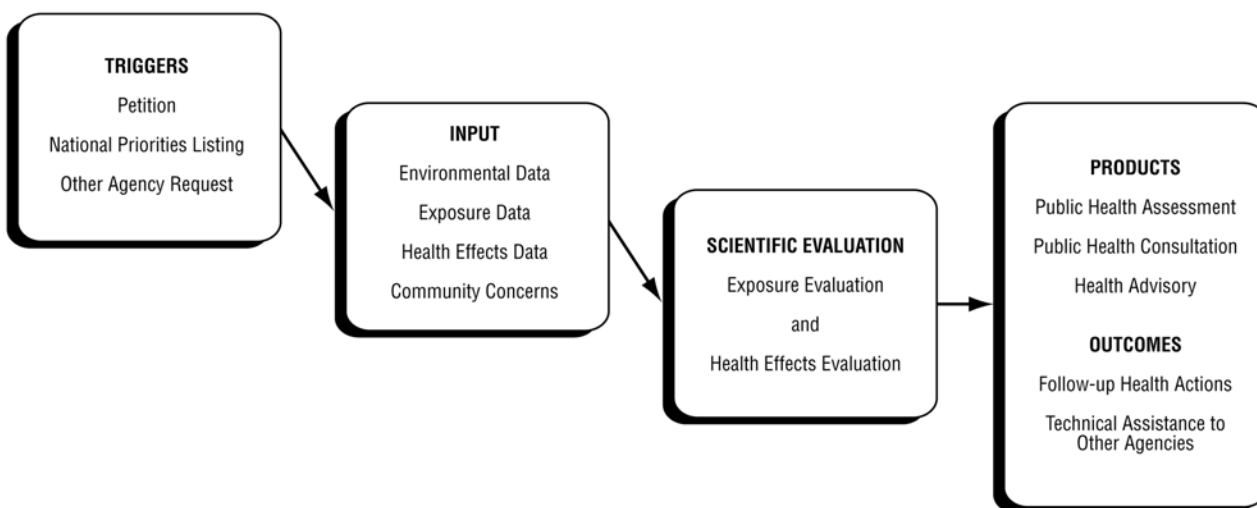 TRIGGERS
Petition
National Priorities Listing
Other Agency Request
INPUT
Environmental Data
Exposure Data
Health Effects Data
Community Concerns
SCIENTIFIC EVALUATION
Exposure Evaluation
and
Health Effects Evaluation
PRODUCTS
Public Health Assessment
Public Health Consultation
Health Advisory
OUTCOMES
Follow-up Health Actions
Technical Assistance to
Other Agencies